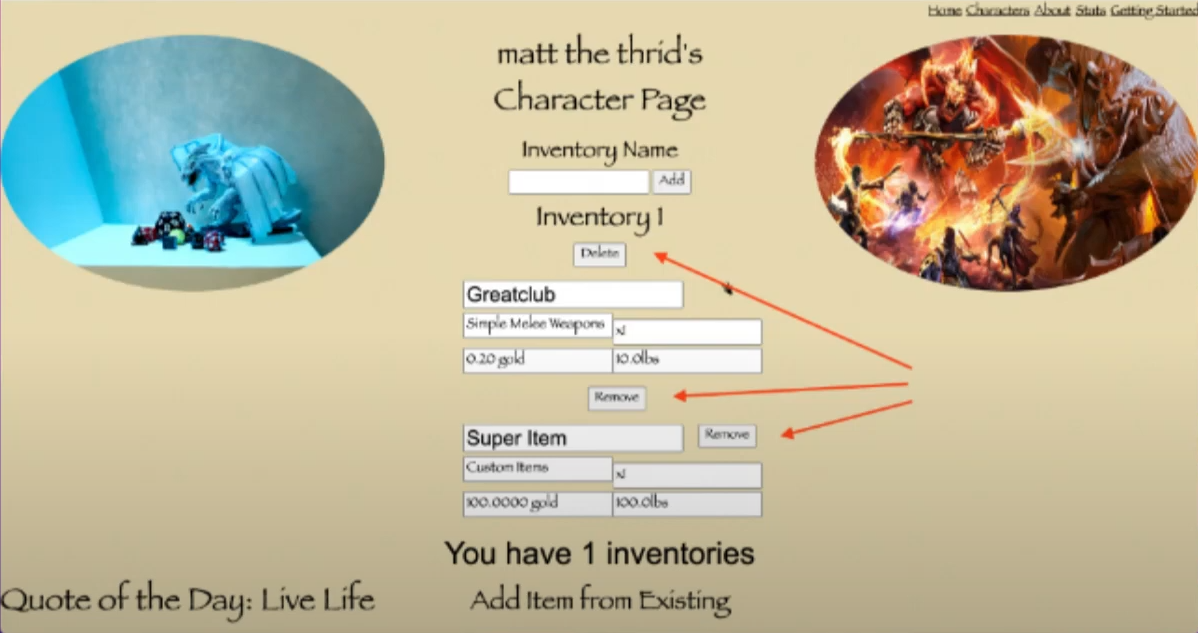 Home Characters About Stats Getting Started
matt the thrid's
Character Page
Inventory Name
Add
Inventory 1
Delete
Greatclub
Simple Melee Weapons
x1
0.20 gold
10.0lbs
Remove
Super Item
Remove
Custom Items
x1
100.0000 gold
100.0lbs
You have 1 inventories
Quote of the Day: Live Life
Add Item from Existing